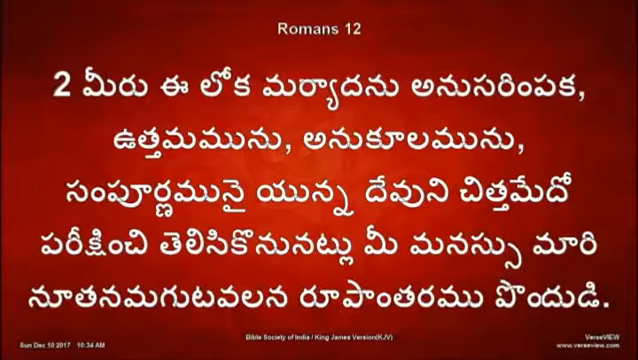 Romans 12
2 మీరు ఈ లోక మర్యాదను అనుసరింపక,
ఉత్తమమును, అనుకూలమును,
సంపూర్ణమునై యున్న దేవుని చిత్తమేదో
పరీక్షించి తెలిసికొనునట్లు మీ మనస్సు మారి
నూతనమగుటవలన రూపాంతరము పొందుడి.
Bible Society of India / King James Version(KJV)
VerseVIEW
Sun Dec 10 2017 10:34 AM
www.verseview.com